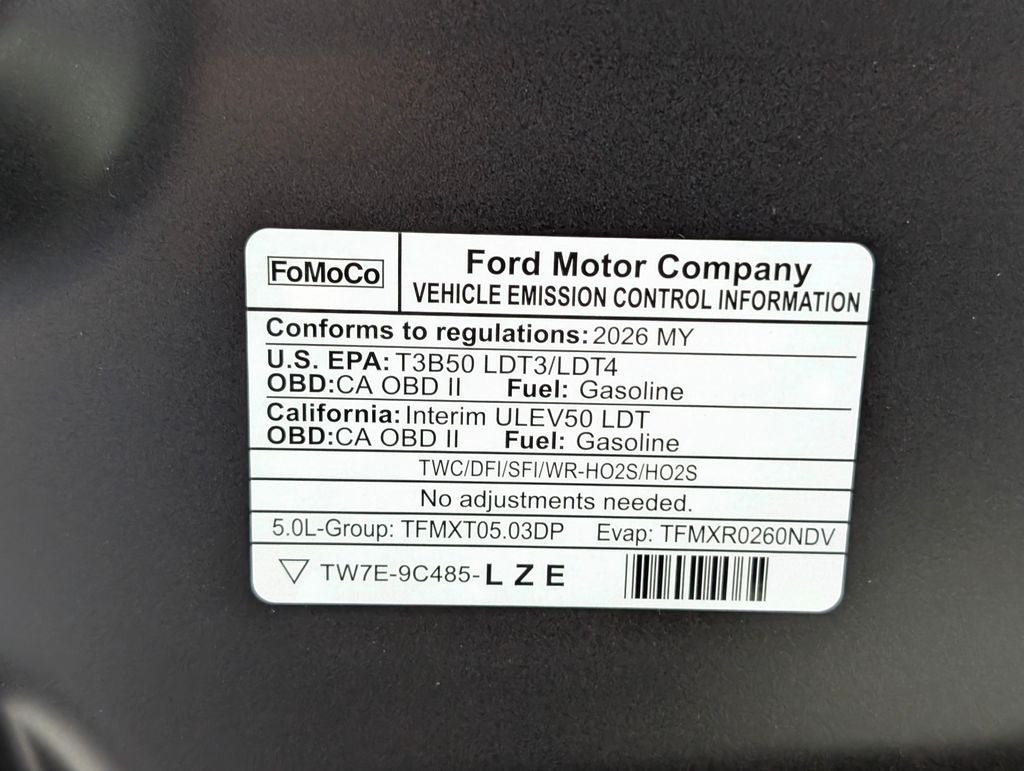 FoMoCo
Ford Motor Company
VEHICLE EMISSION CONTROL INFORMATION
Conforms to regulations: 2026 MY
U.S. EPA: T3B50 LDT3/LDT4
OBD:CA OBD II Fuel: Gasoline
California: Interim ULEV50 LDT
OBD:CA OBD II Fuel: Gasoline
TWC/DFI/SFI/WR-HO2S/HO2S
No adjustments needed.
5.0L-Group: TFMXT05.03DP Evap: TFMXR0260NDV
TW7E-9C485-L Z E